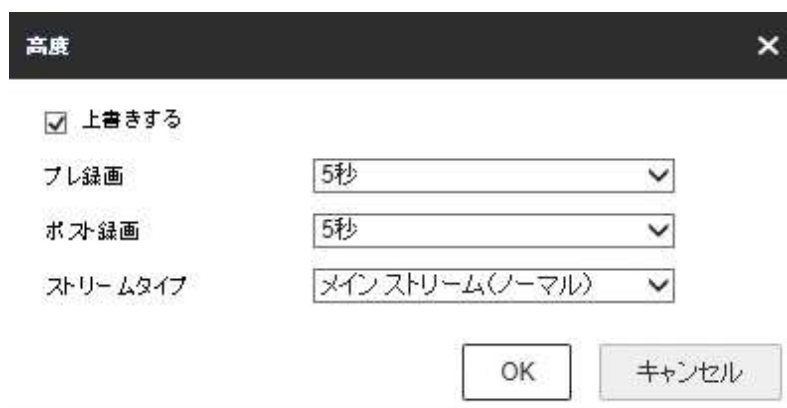 高度
上書きする
プレ録画 5秒
ポスト録画 5秒
ストリームタイプ メインストリーム(ノーマル)
OK キャンセル